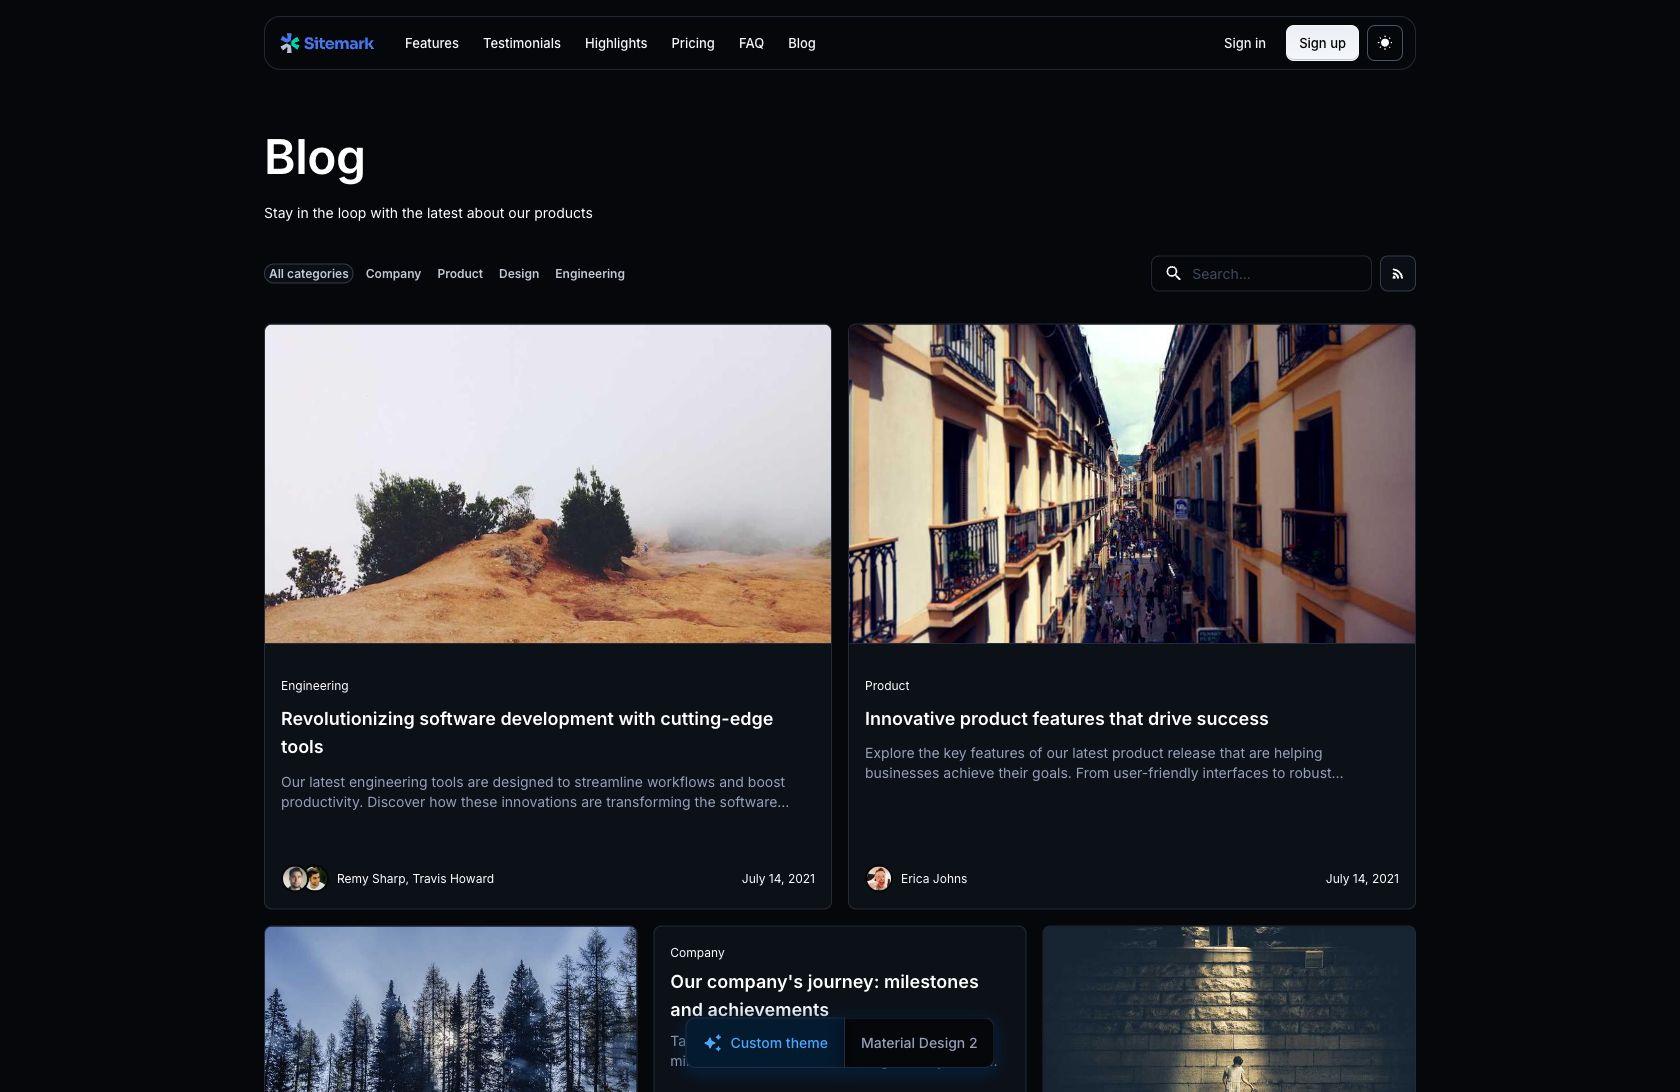 Sitemark
Features
Testimonials
Highlights
Pricing
FAQ
Blog
Sign in
Sign up
Blog
Stay in the loop with the latest about our products
All categories
Company
Product
Design
Engineering
Search...
Engineering
Revolutionizing software development with cutting-edge
tools
Our latest engineering tools are designed to streamline workflows and boost
productivity. Discover how these innovations are transforming the software...
Remy Sharp, Travis Howard
July 14, 2021
Product
Innovative product features that drive success
Explore the key features of our latest product release that are helping
businesses achieve their goals. From user-friendly interfaces to robust...
Erica Johns
July 14, 2021
Company
Our company's journey: milestones
and achievements
Custom theme
Material Design 2